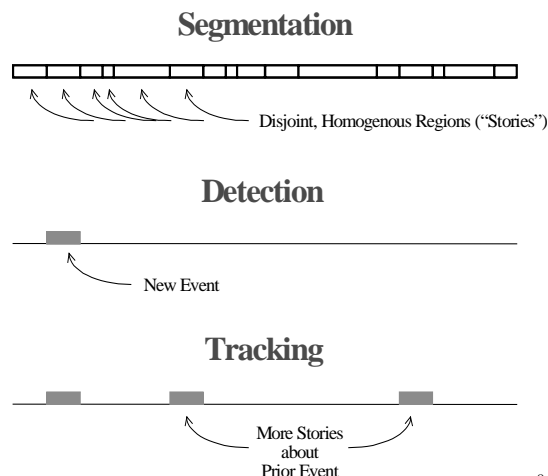 Segmentation
Disjoint, Homogenous Regions (“Stories”)
Detection
New Event
Tracking
More Stories
about
Prior Event